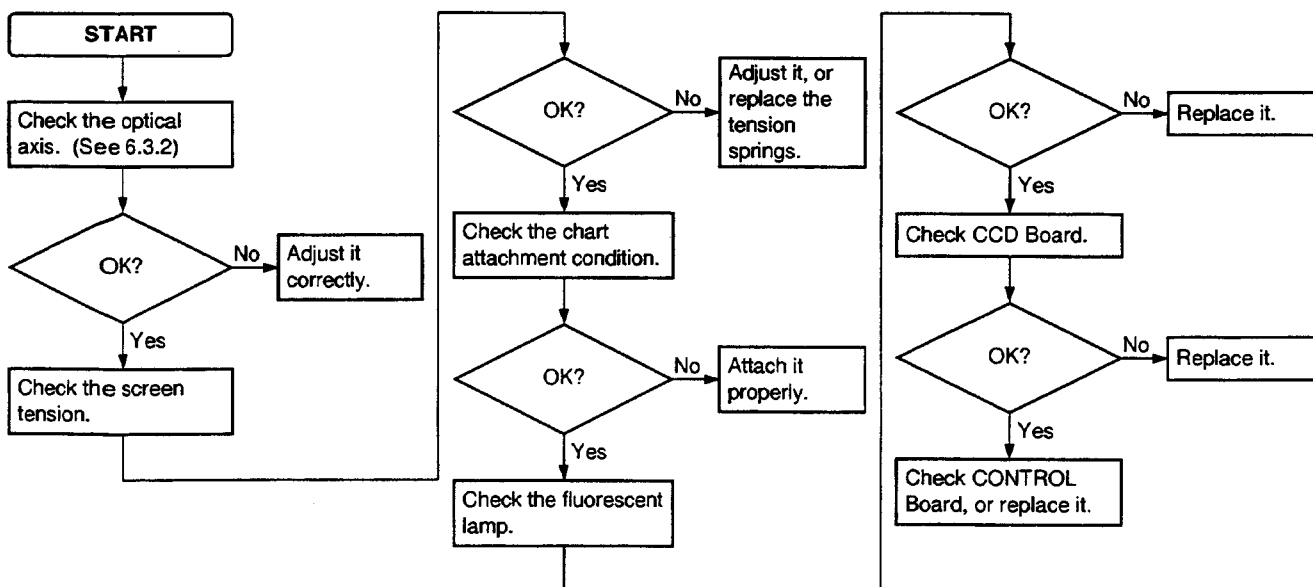 START
Check the optical
axis. (See 6.3.2)
OK?
No
Adjust it
correctly.
Yes
Check the screen
tension.
OK?
No
Adjust it, or
replace the
tension
springs.
Yes
Check the chart
attachment condition.
OK?
No
Attach it
properly.
Yes
Check the fluorescent
lamp.
OK?
No
Replace it.
Yes
Check CCD Board.
OK?
No
Replace it.
Yes
Check CONTROL
Board, or replace it.